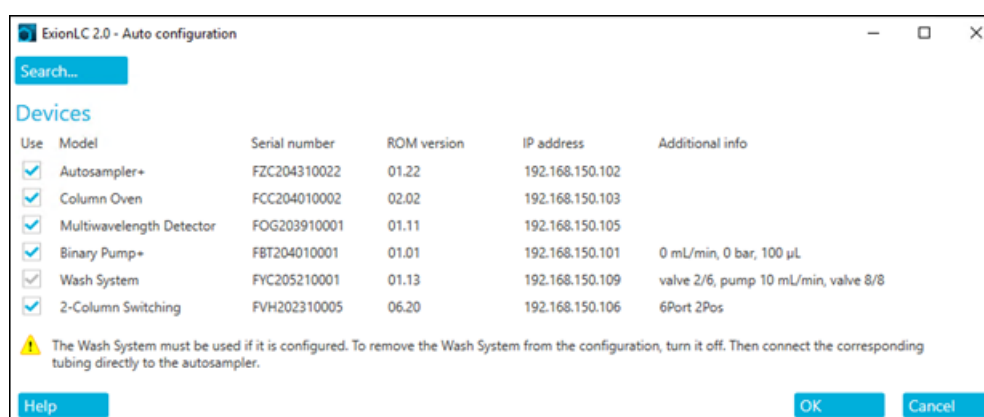 ExionLC 2.0 - Auto configuration
Search...
Devices
Use Model Serial number ROM version IP address Additional info
Autosampler+ FZC204310022 01.22 192.168.150.102
Column Oven FCC204010002 02.02 192.168.150.103
Multiwavelength Detector FOG203910001 01.11 192.168.150.105
Binary Pump+ FBT204010001 01.01 192.168.150.101 0 mL/min, 0 bar, 100 µL
Wash System FYC205210001 01.13 192.168.150.109 valve 2/6, pump 10 mL/min, valve 8/8
2-Column Switching FVH202310005 06.20 192.168.150.106 6Port 2Pos
The Wash System must be used if it is configured. To remove the Wash System from the configuration, turn it off. Then connect the corresponding
tubing directly to the autosampler.
Help OK Cancel